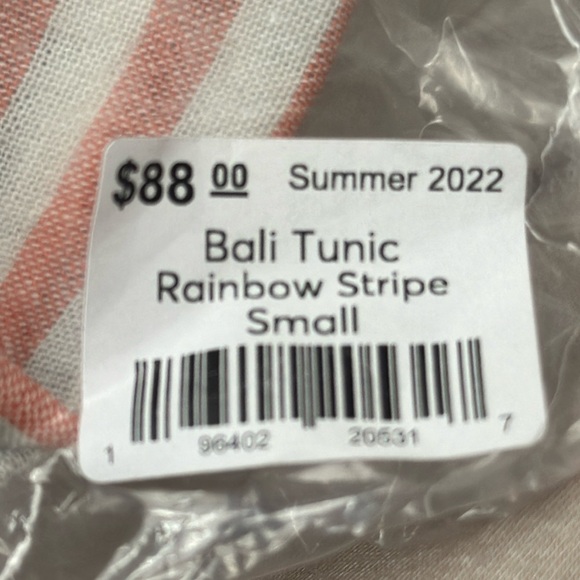 $88 00 Summer 2022
Bali Tunic
Rainbow Stripe
Small
1 96402 20531 7